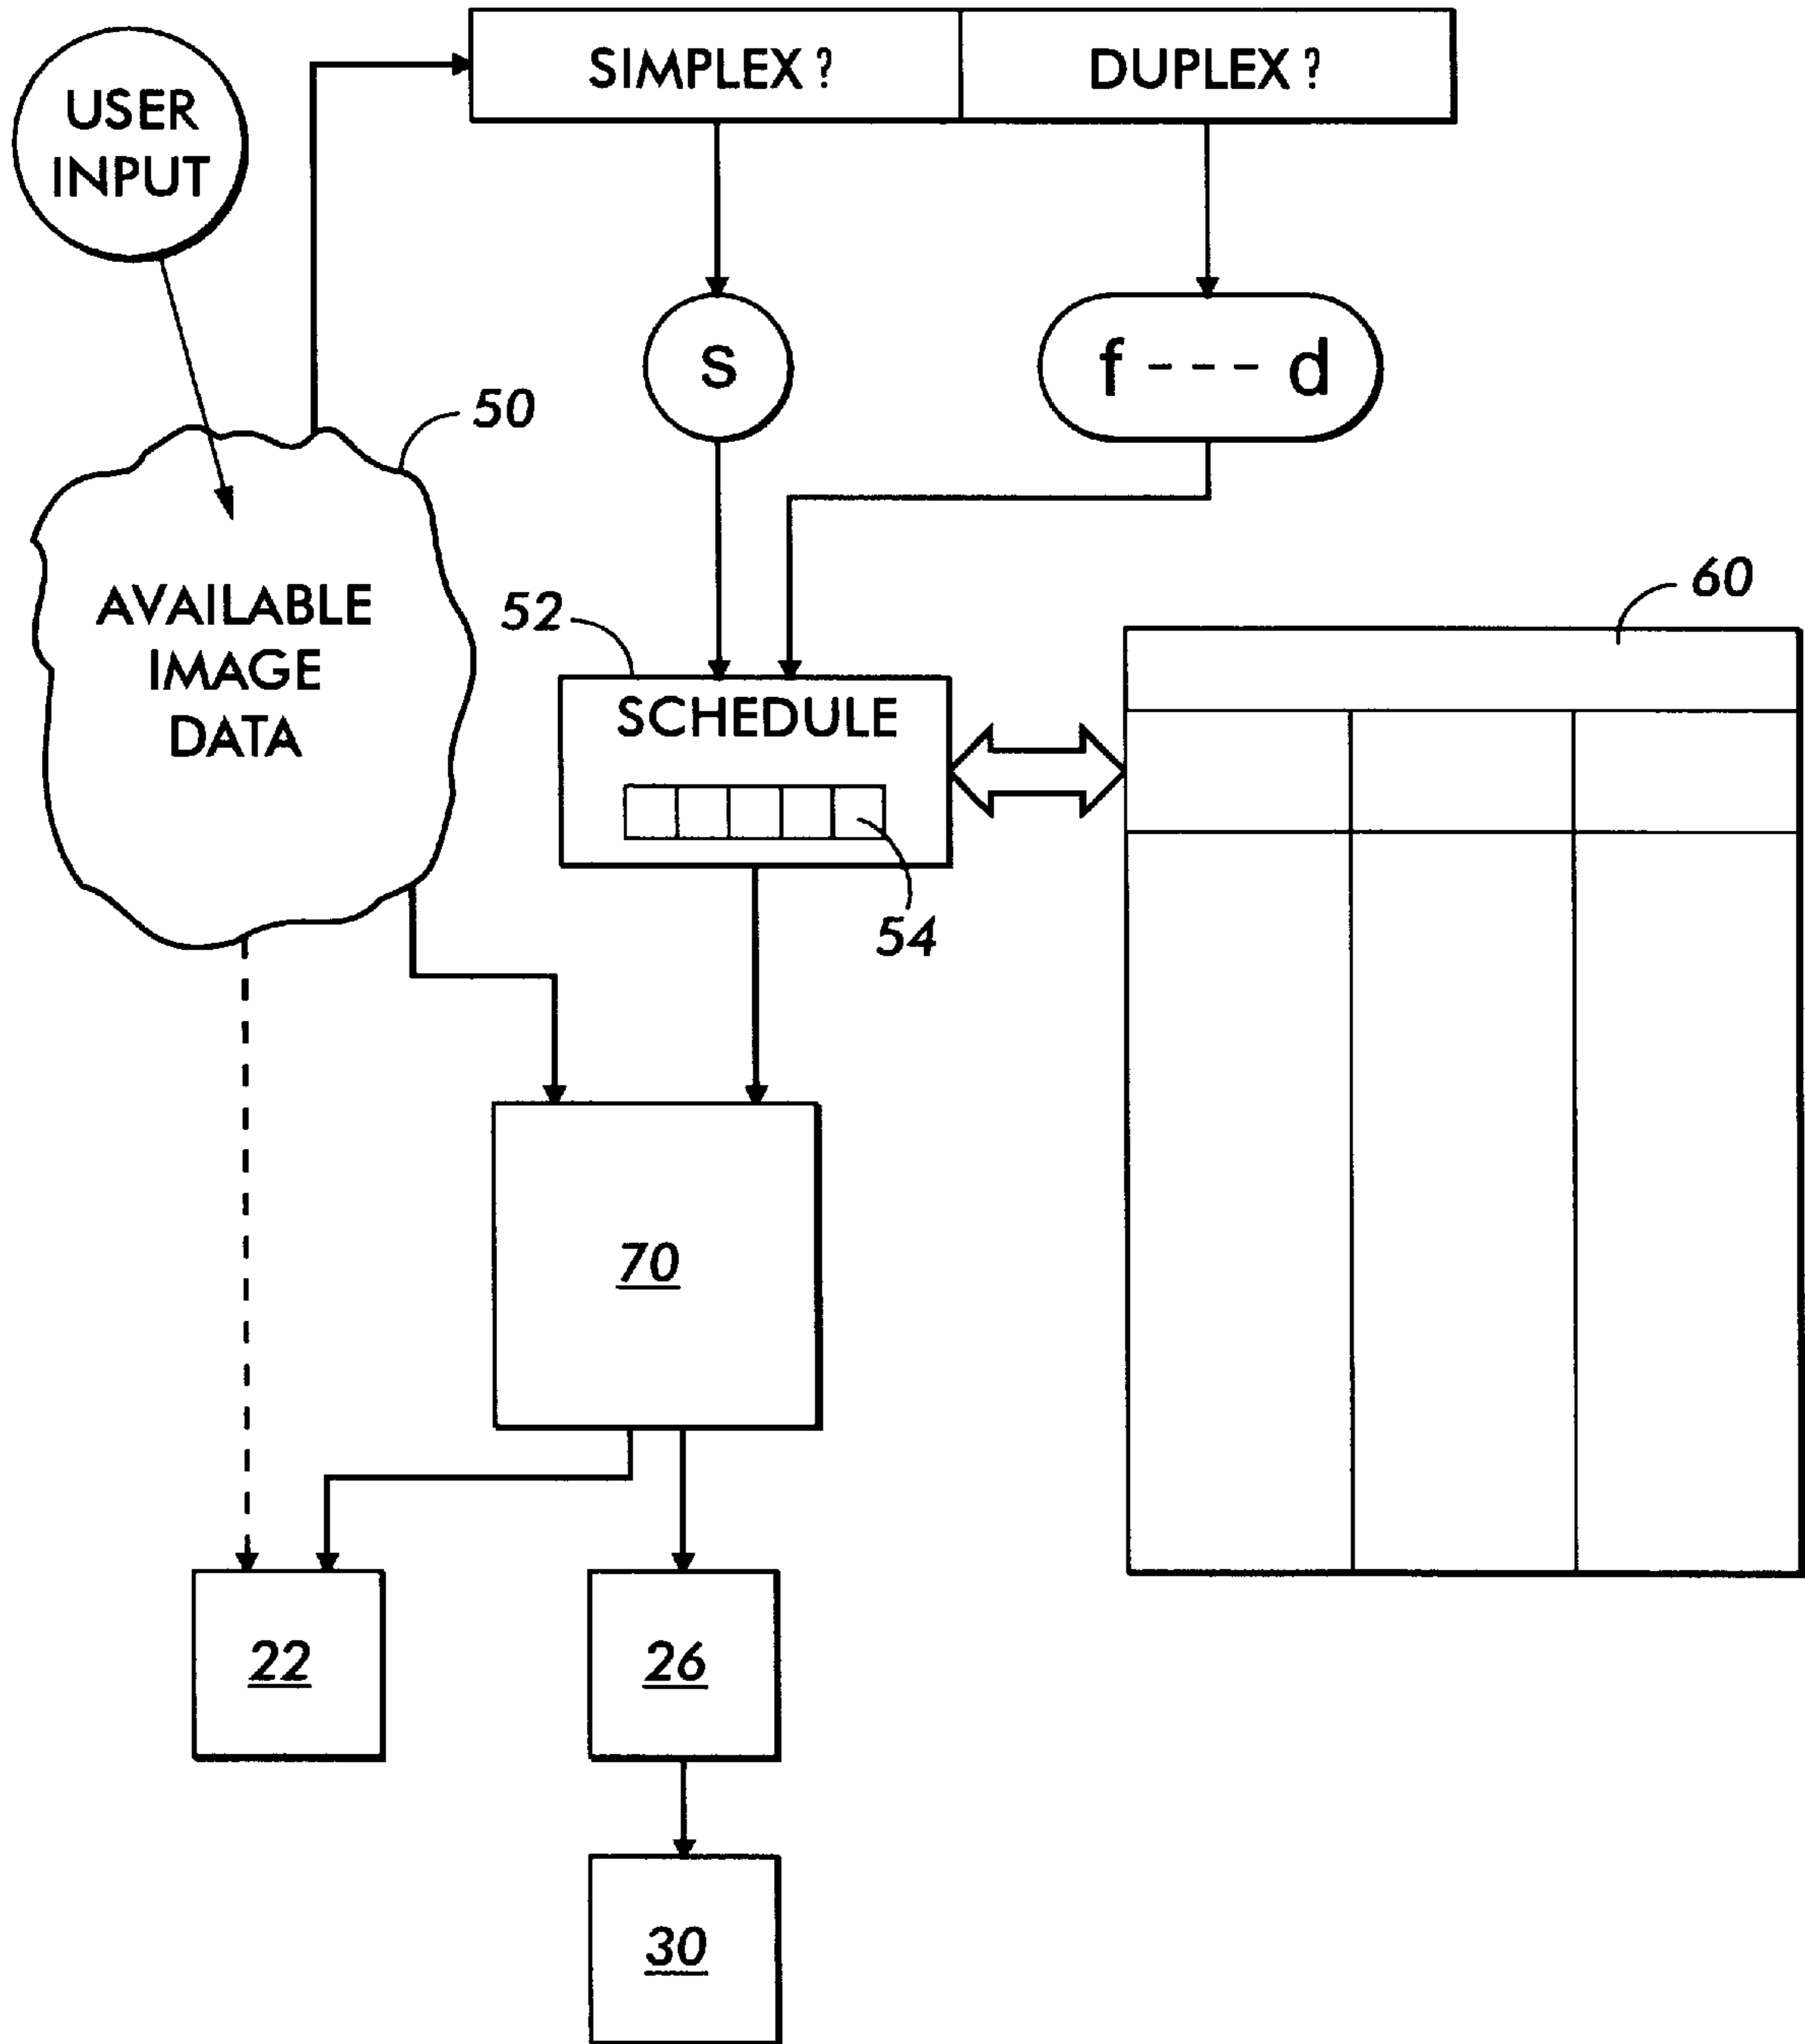 USER
INPUT
SIMPLEX ?
DUPLEX ?
s
f --- d
50
AVAILABLE
IMAGE
DATA
52
SCHEDULE
54
60
70
22
26
30